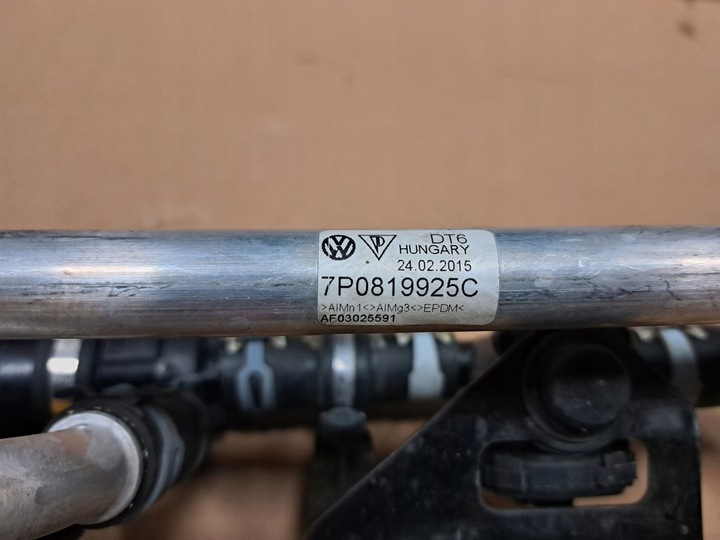 DT6
HUNGARY
24.02.2015
7P0819925C
>AlMn1<>AlMg3<>EPDM<
AF03025591